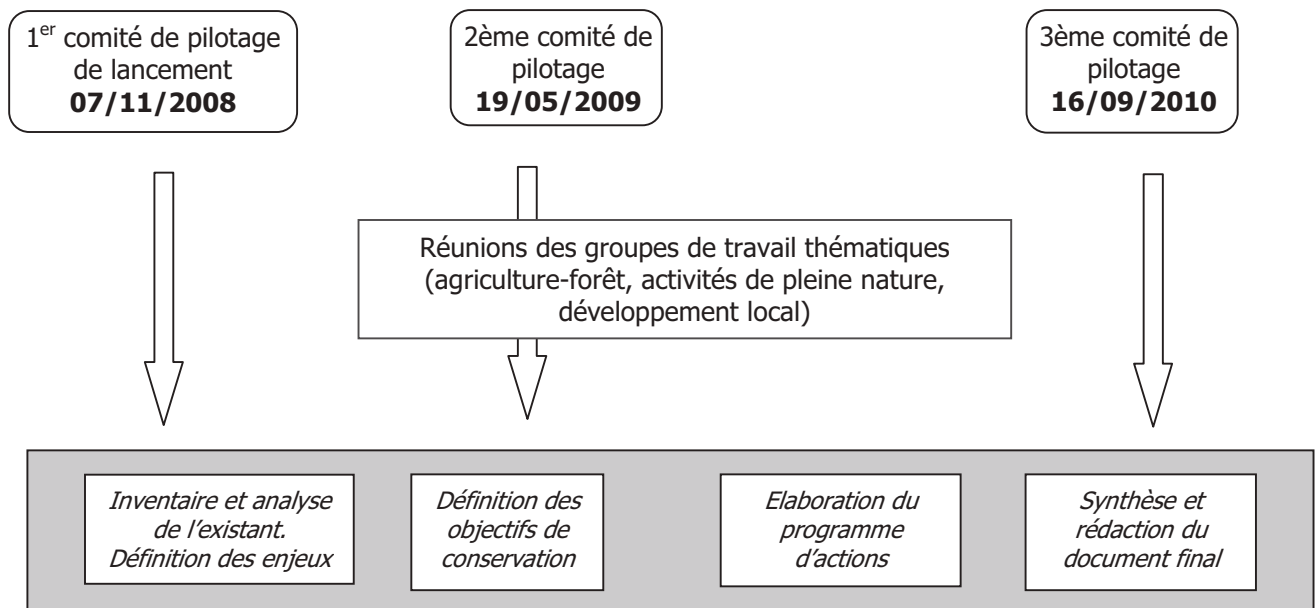 1er comité de pilotage
de lancement
07/11/2008
2ème comité de
pilotage
19/05/2009
3ème comité de
pilotage
16/09/2010
Réunions des groupes de travail thématiques
(agriculture-forêt, activités de pleine nature,
développement local)
Inventaire et analyse
de l'existant.
Définition des enjeux
Définition des
objectifs de
conservation
Elaboration du
programme
d'actions
Synthèse et
rédaction du
document final